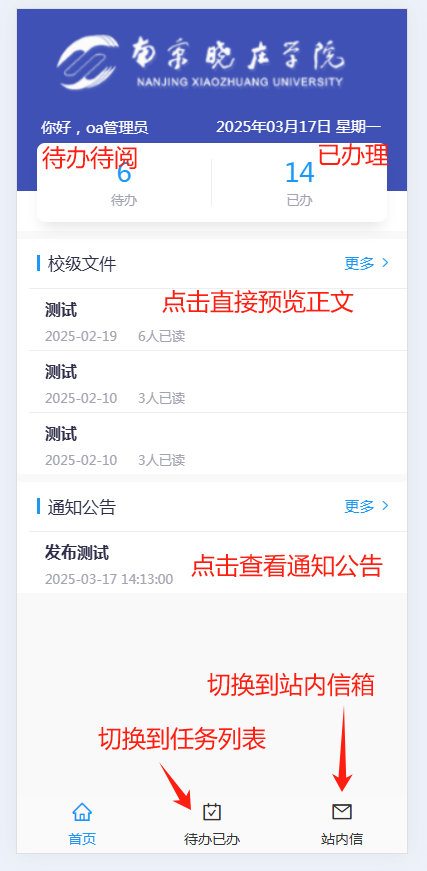 南京晓庄学院
NANJING XIAOZHUANG UNIVERSITY
你好，oa管理员 2025年03月17日 星期一
待办待阅 已办理
6 14
待办 已办
校级文件 更多
测试
点击直接预览正文
2025-02-19 6人已读
测试
2025-02-10 3人已读
测试
2025-02-10 3人已读
通知公告 更多
发布测试
点击查看通知公告
2025-03-17 14:13:00
切换到站内信箱
切换到任务列表
首页 待办已办 站内信